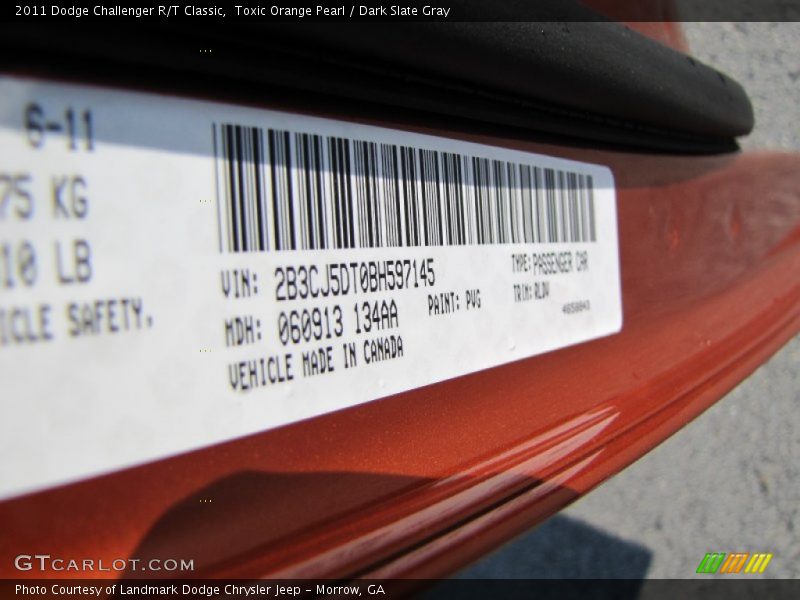 2011 Dodge Challenger R/T Classic,  Toxic Orange Pearl / Dark Slate Gray
6-11
75 KG
10 LB
ICLE SAFETY.
VIN: 2B3CJ5DT0BH597145
TYPE: PASSENGER CAR
MDH: 060913 134AA
PAINT: PVG
TRIM: RLDV
VEHICLE MADE IN CANADA
GTCARLOT.COM
Photo Courtesy of Landmark Dodge Chrysler Jeep - Morrow, GA